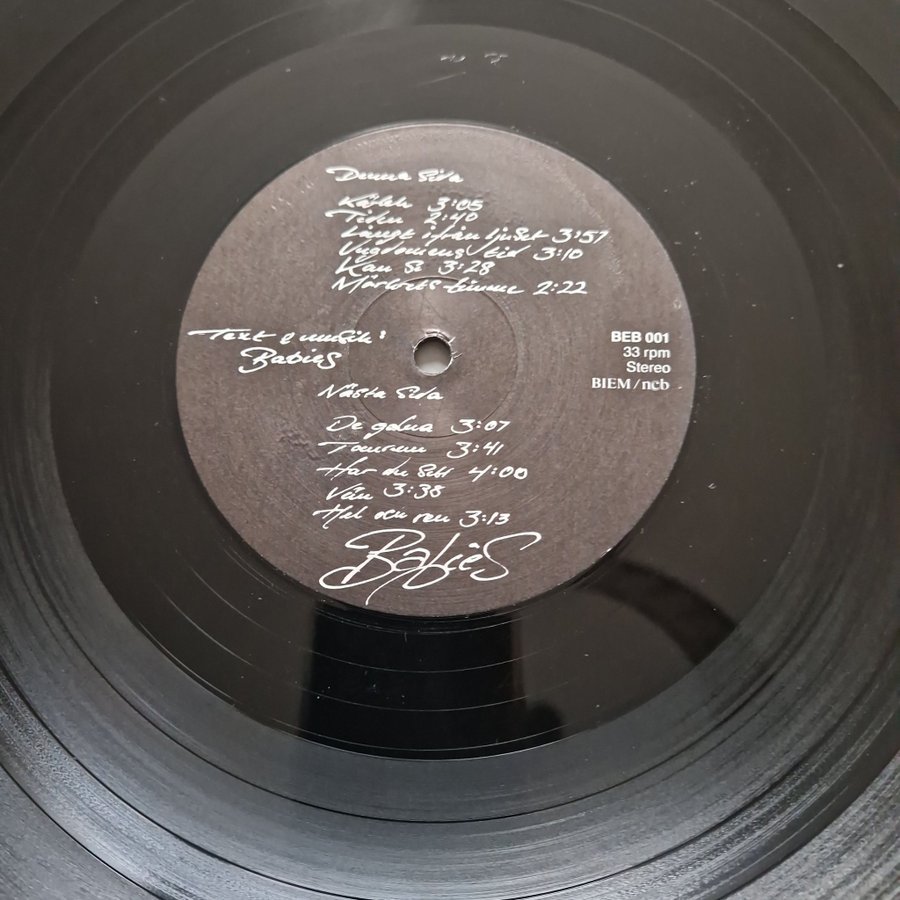 Denna sida
Kärlek 3:05
Tiden 2:40
Långt ifrån ljuset 3:57
Ungdomens tid 3:10
Kan se 3:28
Mörkrets timme 2:22
Text & musik:
Babies
BEB 001
33 rpm
Stereo
BIEM/ncb
Nästa sida
De galna 3:07
3:41
Har du sett 4:00
Vän 3:38
Hel och ren 3:13
Babies